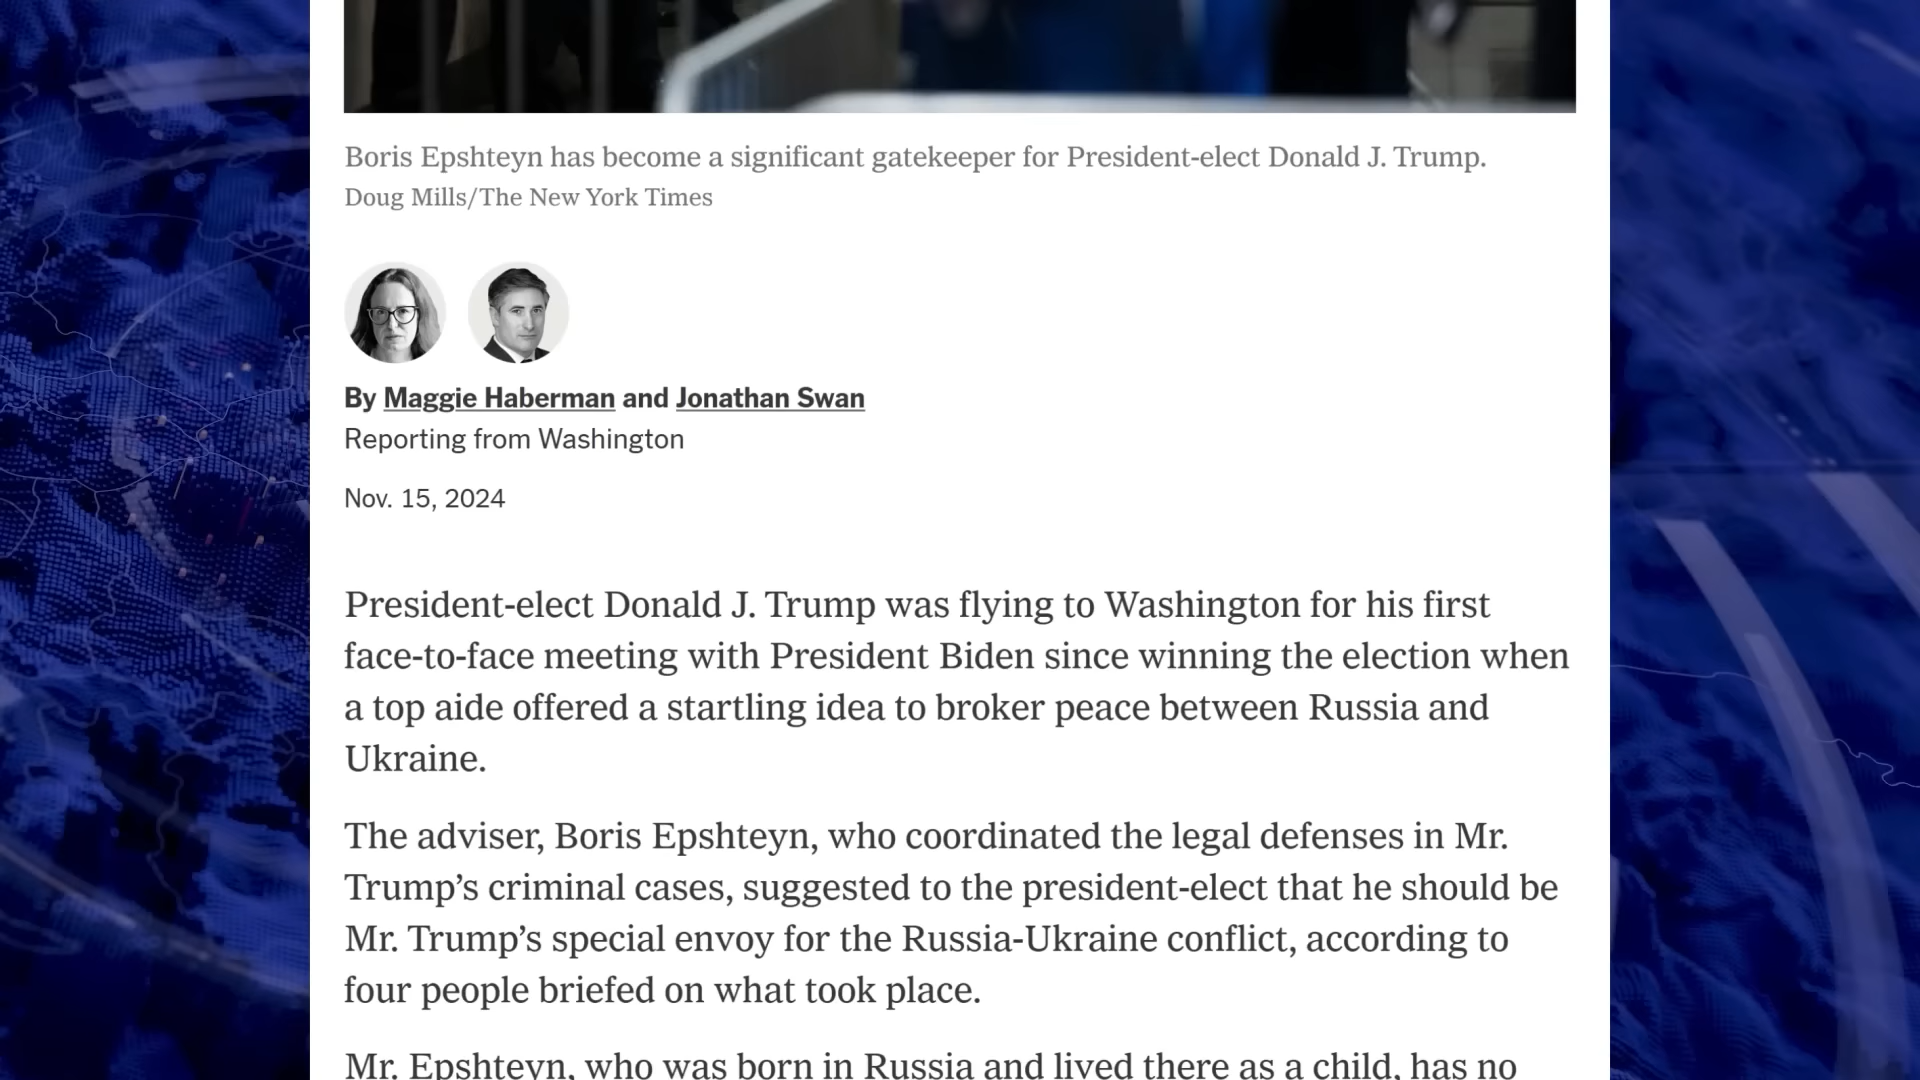 Boris Epshteyn has become a significant gatekeeper for President-elect Donald J. Trump.
Doug Mills/The New York Times
By Maggie Haberman and Jonathan Swan
Reporting from Washington
Nov. 15, 2024
President-elect Donald J. Trump was flying to Washington for his first
face-to-face meeting with President Biden since winning the election when
a top aide offered a startling idea to broker peace between Russia and
Ukraine.
The adviser, Boris Epshteyn, who coordinated the legal defenses in Mr.
Trump’s criminal cases, suggested to the president-elect that he should be
Mr. Trump’s special envoy for the Russia-Ukraine conflict, according to
four people briefed on what took place.
Mr. Epshteyn, who was born in Russia and lived there as a child, has no